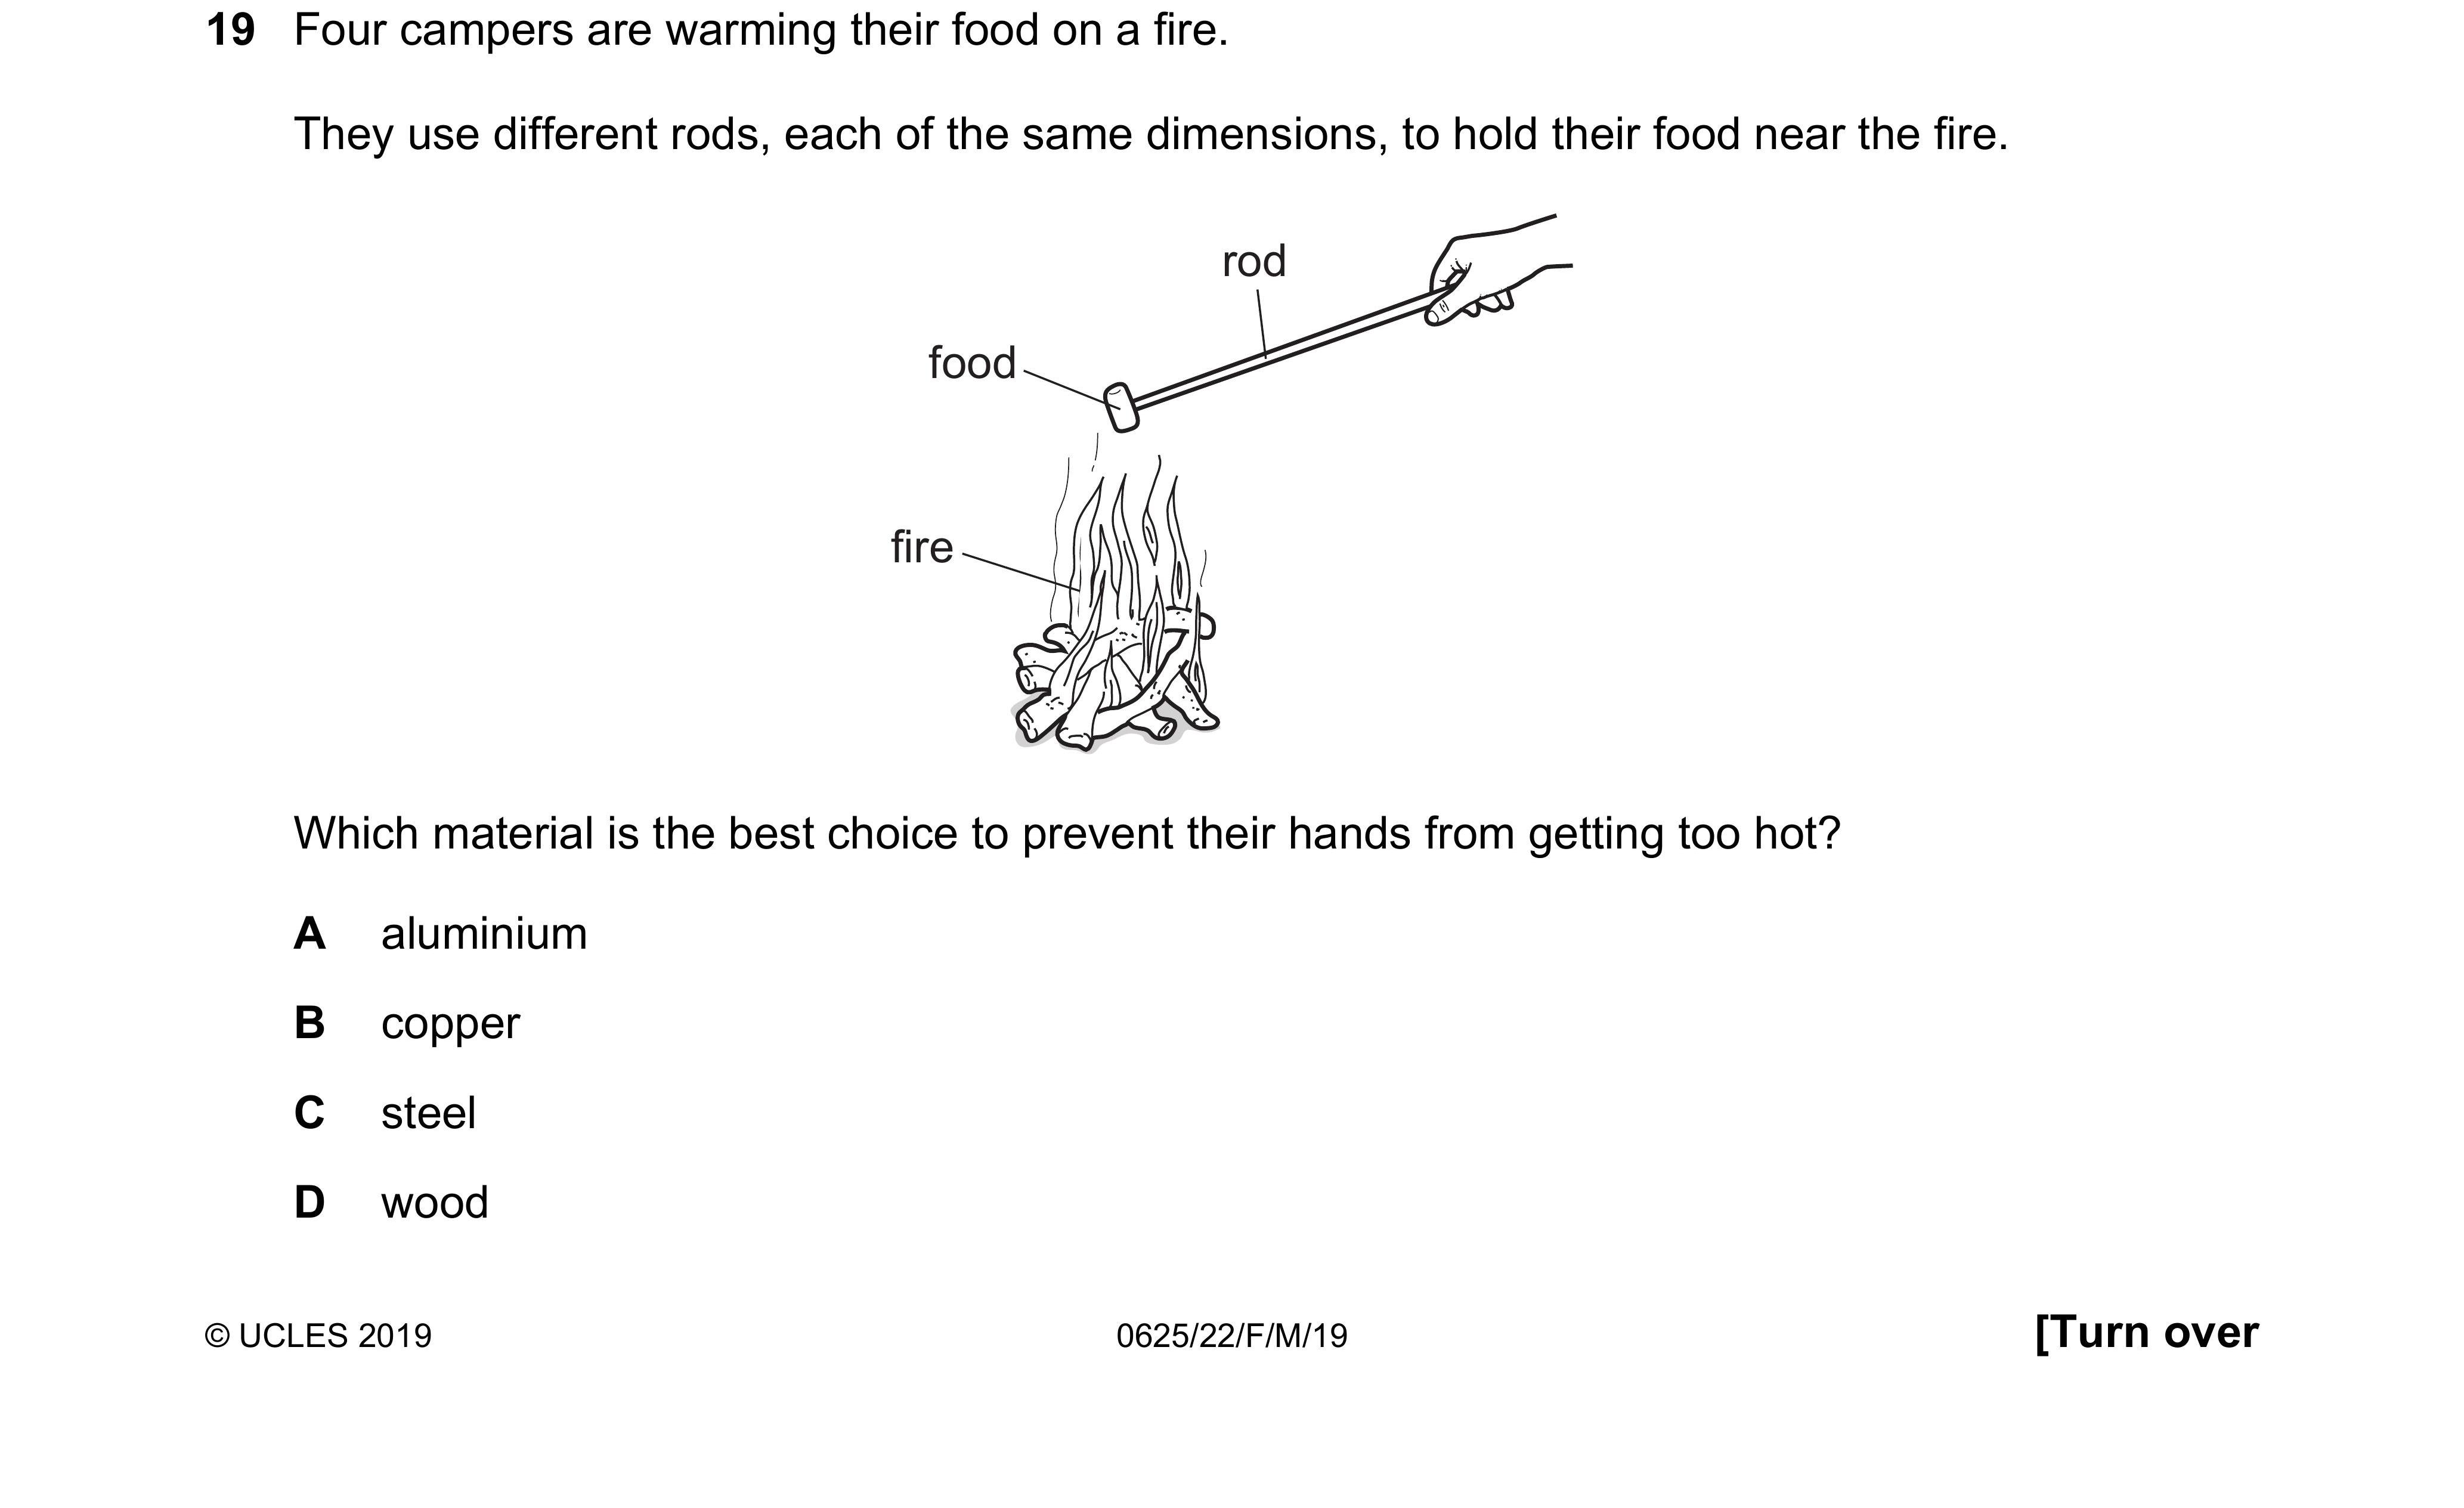 19 Four campers are warming their food on a fire.
They use different rods, each of the same dimensions, to hold their food near the fire.
rod
food
fire
Which material is the best choice to prevent their hands from getting too hot?
A aluminium
B copper
C steel
D wood
© UCLES 2019 0625/22/F/M/19 [Turn over